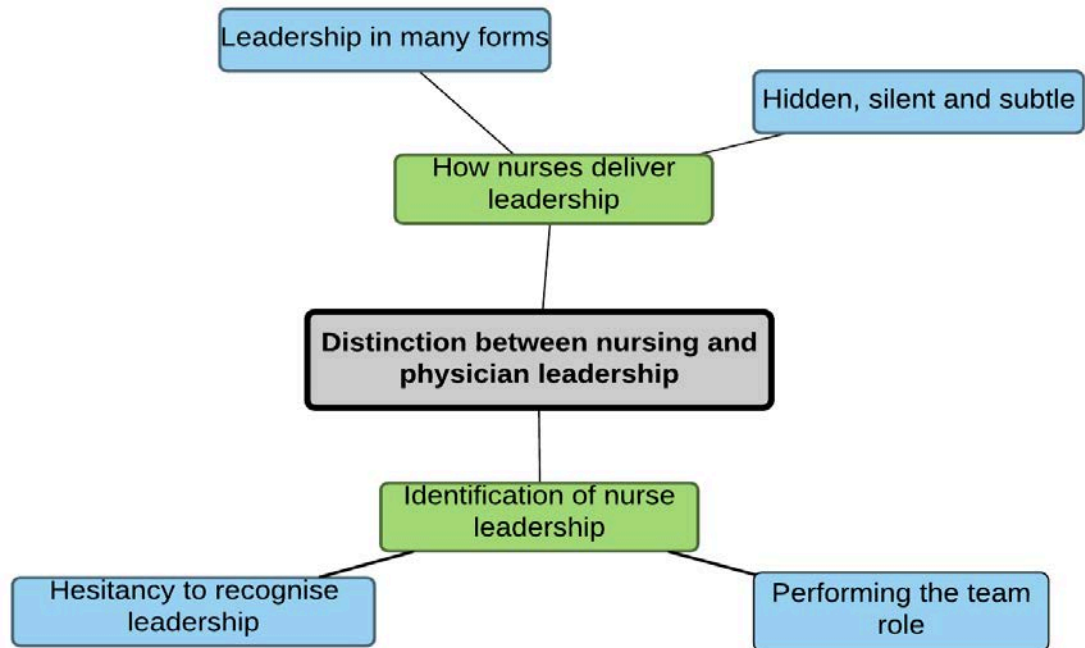 Leadership in many forms
Hidden, silent and subtle
How nurses deliver
leadership
Distinction between nursing and
physician leadership
Identification of nurse
leadership
Hesitancy to recognise
leadership
Performing the team
role